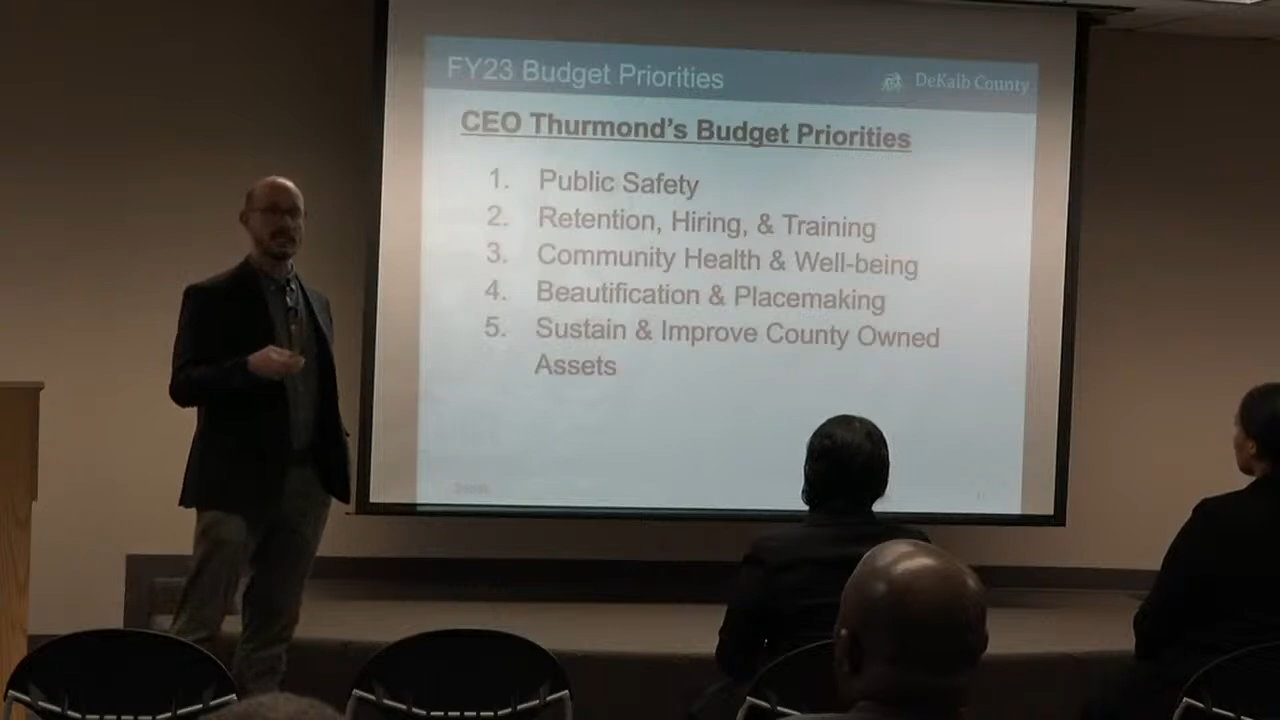 FY23 Budget Priorities
DeKalb County
CEO Thurmond's Budget Priorities
1. Public Safety
2. Retention, Hiring, & Training
3. Community Health & Well-being
4. Beautification & Placemaking
5. Sustain & Improve County Owned
Assets